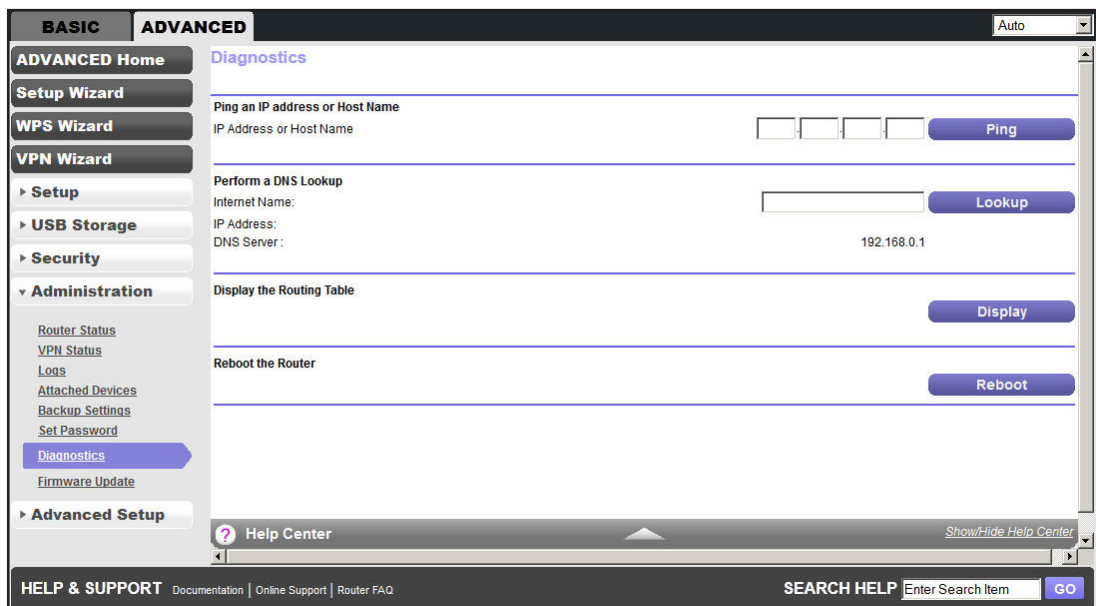 BASIC ADVANCED Auto
ADVANCED Home
Setup Wizard
WPS Wizard
VPN Wizard
Setup
USB Storage
Security
Administration
Router Status
VPN Status
Logs
Attached Devices
Backup Settings
Set Password
Diagnostics
Firmware Update
Advanced Setup
Diagnostics
Ping an IP address or Host Name
IP Address or Host Name . . . Ping
Perform a DNS Lookup
Internet Name: Lookup
IP Address:
DNS Server : 192.168.0.1
Display the Routing Table
Display
Reboot the Router
Reboot
? Help Center Show/Hide Help Center
HELP & SUPPORT Documentation | Online Support | Router FAQ SEARCH HELP Enter Search Item GO